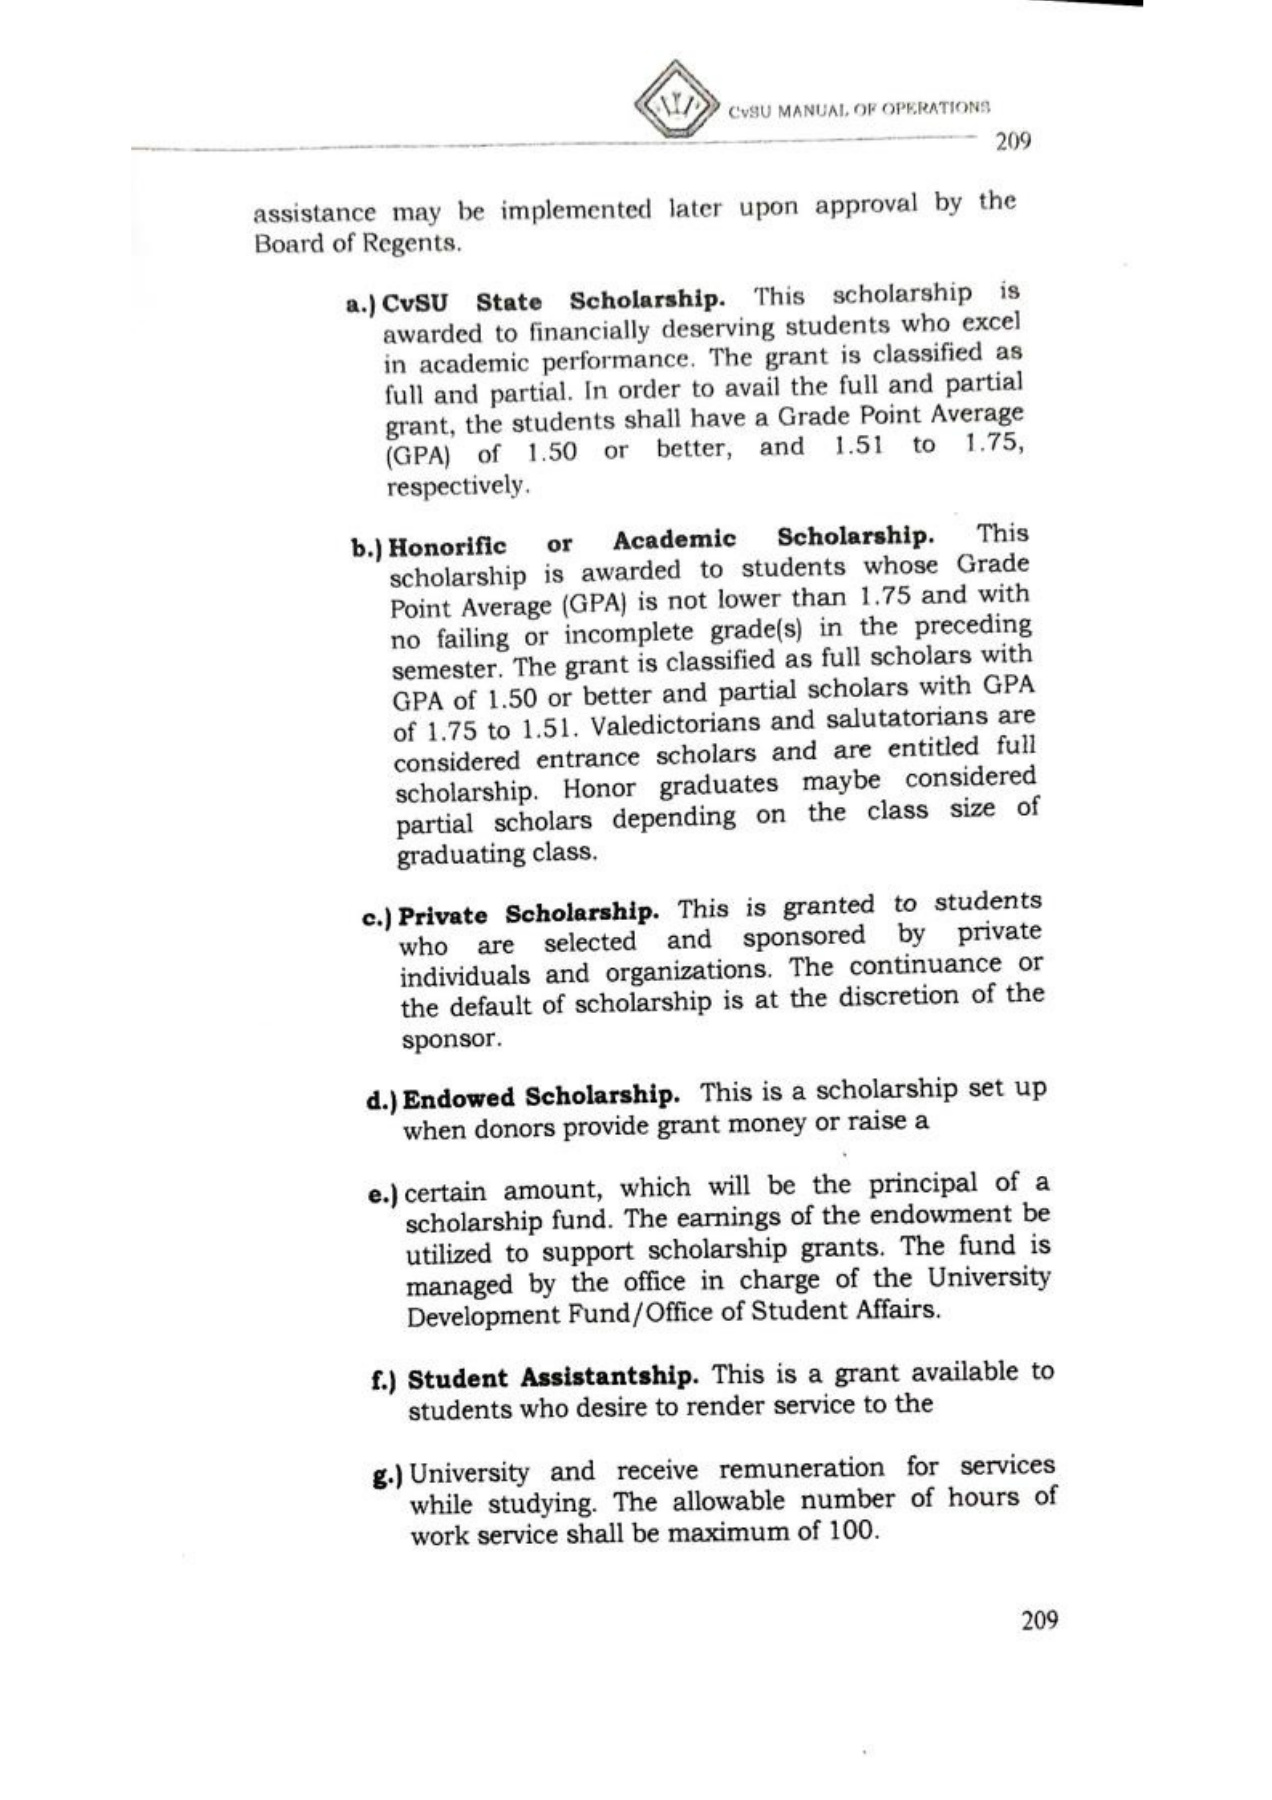 CvSU MANUAL OF OPERATIONS
209
assistance may be implemented later upon approval by the
Board of Regents.
a.) CvSU State Scholarship. This scholarship is
awarded to financially deserving students who excel
in academic performance. The grant is classified as
full and partial. In order to avail the full and partial
grant, the students shall have a Grade Point Average
(GPA) of 1.50 or better, and 1.51 to 1.75,
respectively.
b.) Honorific or Academic Scholarship. This
scholarship is awarded to students whose Grade
Point Average (GPA) is not lower than 1.75 and with
no failing or incomplete grade(s) in the preceding
semester. The grant is classified as full scholars with
GPA of 1.50 or better and partial scholars with GPA
of 1.75 to 1.51. Valedictorians and salutatorians are
considered entrance scholars and are entitled full
scholarship. Honor graduates maybe considered
partial scholars depending on the class size of
graduating class.
c.) Private Scholarship. This is granted to students
who are selected and sponsored by private
individuals and organizations. The continuance or
the default of scholarship is at the discretion of the
sponsor.
d.) Endowed Scholarship. This is a scholarship set up
when donors provide grant money or raise a
e.) certain amount, which will be the principal of a
scholarship fund. The earnings of the endowment be
utilized to support scholarship grants. The fund is
managed by the office in charge of the University
Development Fund/Office of Student Affairs.
f.) Student Assistantship. This is a grant available to
students who desire to render service to the
g.) University and receive remuneration for services
while studying. The allowable number of hours of
work service shall be maximum of 100.
209